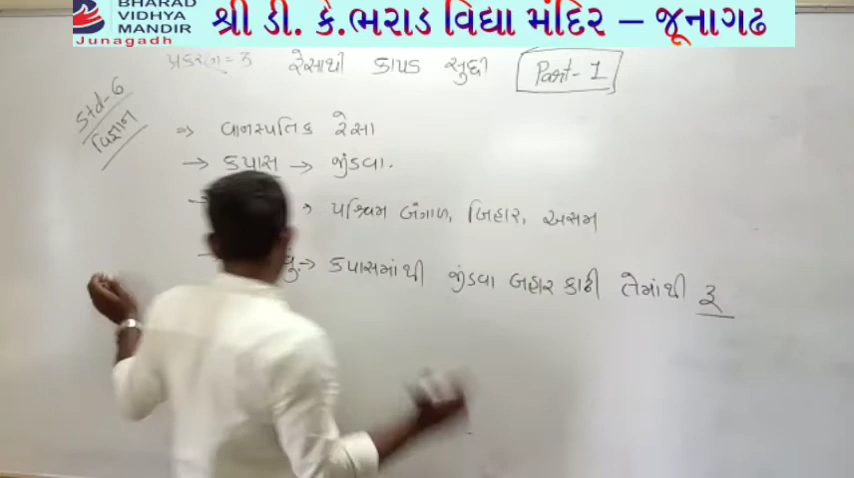 BHARAD
VIDHYA
MANDIR
Junagadh
શ્રી ડી. કે.ભરાડ વિદ્યા મંદિર – જૂનાગઢ
પ્રકરણ = 3 રેસાથી કાપડ સુધી Part-1
Std-6
વિજ્ઞાન
⇒ વાનસ્પતિક રેસા
→ કપાસ → જીંડવા.
→ પશ્ચિમ બંગાળ, બિહાર, અસમ
→ વું.→ કપાસમાંથી જીંડવા બહાર કાઢી તેમાંથી રૂ